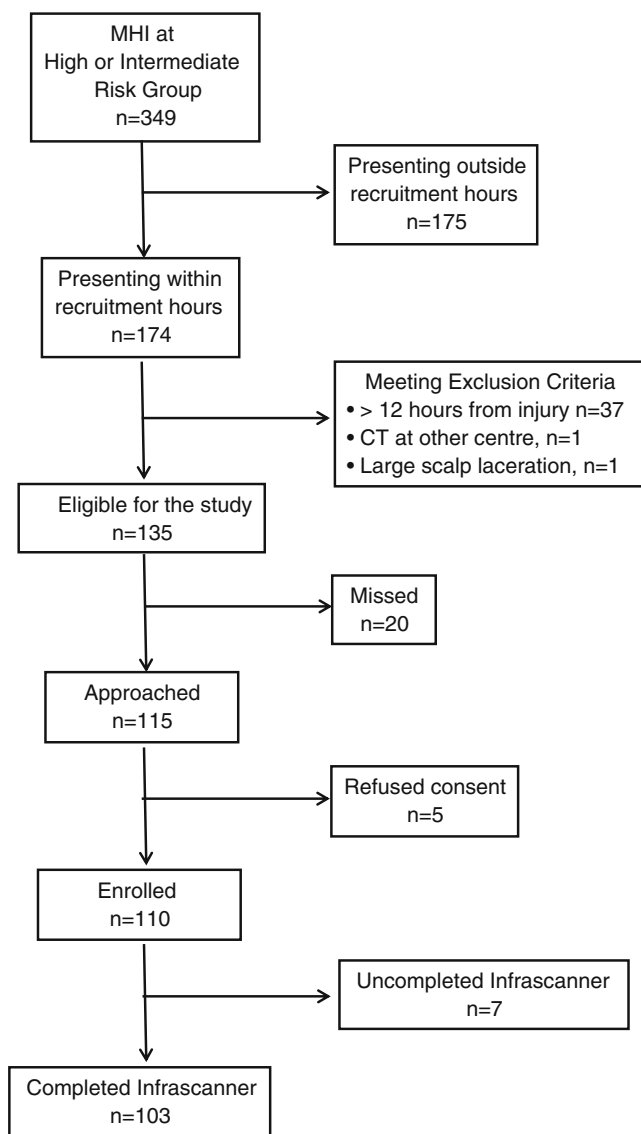 MHI at
High or Intermediate
Risk Group
n=349
Presenting outside
recruitment hours
n=175
Presenting within
recruitment hours
n=174
Meeting Exclusion Criteria
• > 12 hours from injury n=37
• CT at other centre, n=1
• Large scalp laceration, n=1
Eligible for the study
n=135
Missed
n=20
Approached
n=115
Refused consent
n=5
Enrolled
n=110
Uncompleted Infrascanner
n=7
Completed Infrascanner
n=103